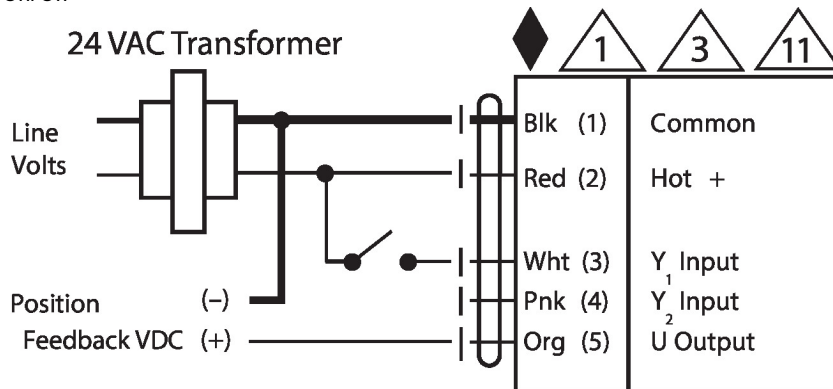 24 VAC Transformer
1 3 11
Line
Volts
Blk (1) Common
Red (2) Hot +
Wht (3) Y1 Input
Position (–) Pnk (4) Y2 Input
Feedback VDC (+) Org (5) U Output